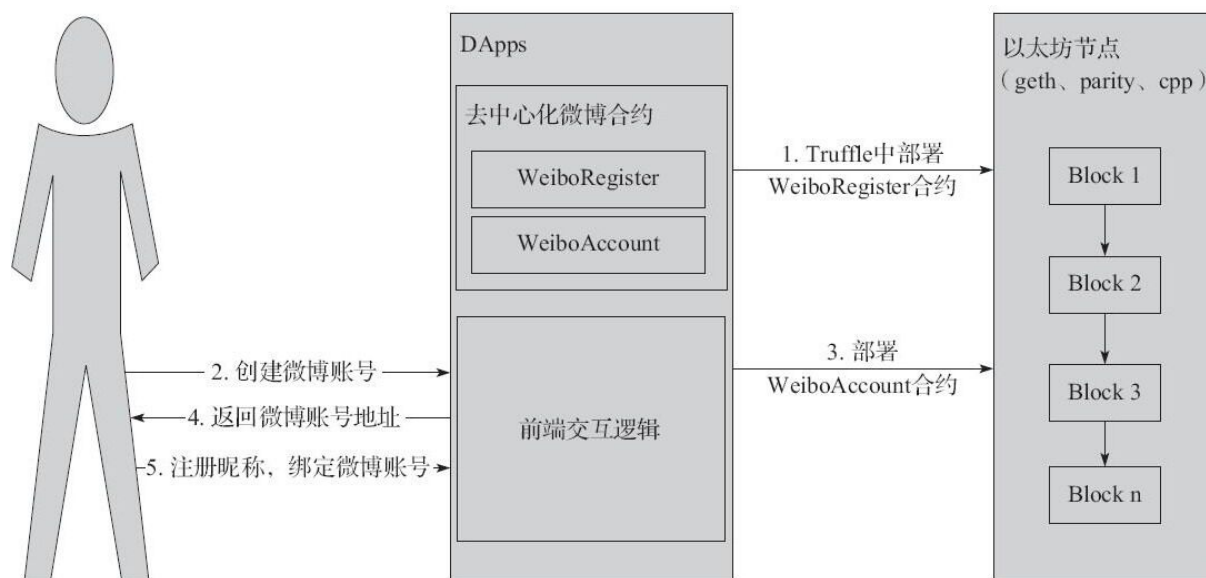 DApps
去中心化微博合约
WeiboRegister
WeiboAccount
前端交互逻辑
1. Truffle中部署
WeiboRegister合约
2. 创建微博账号
3. 部署
WeiboAccount合约
4. 返回微博账号地址
5. 注册昵称，绑定微博账号
以太坊节点
（geth、parity、cpp）
Block 1
Block 2
Block 3
Block n